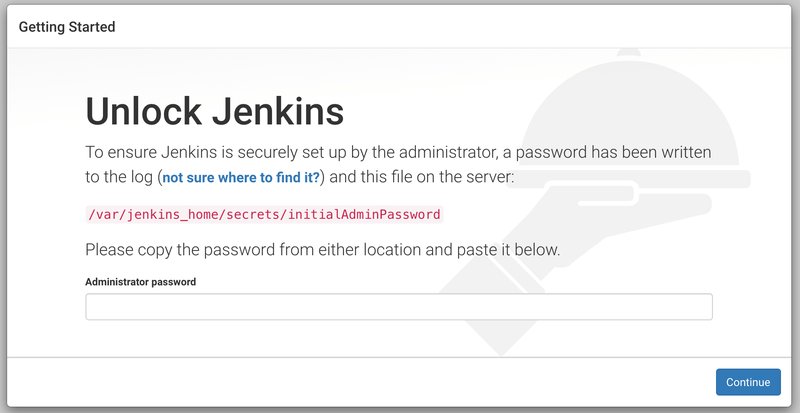 Getting Started
Unlock Jenkins
To ensure Jenkins is securely set up by the administrator, a password has been written
to the log (not sure where to find it?) and this file on the server:
/var/jenkins_home/secrets/initialAdminPassword
Please copy the password from either location and paste it below.
Administrator password
Continue